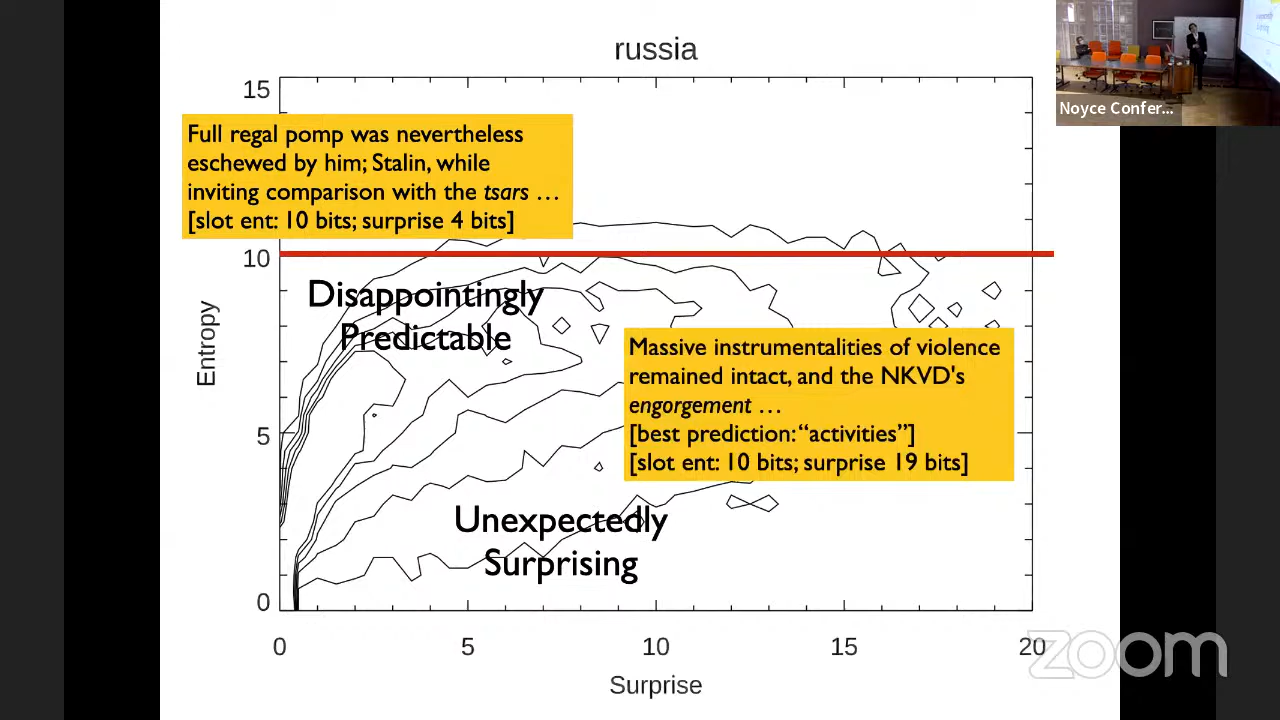 russia
15
Full regal pomp was nevertheless
eschewed by him; Stalin, while
inviting comparison with the tsars …
[slot ent: 10 bits; surprise 4 bits]
10
Disappointingly
Predictable
Massive instrumentalities of violence
remained intact, and the NKVD's
engorgement …
[best prediction: “activities”]
[slot ent: 10 bits; surprise 19 bits]
Entropy
5
Unexpectedly
Surprising
0
0 5 10 15 20
Surprise
Noyce Confer...
zoom